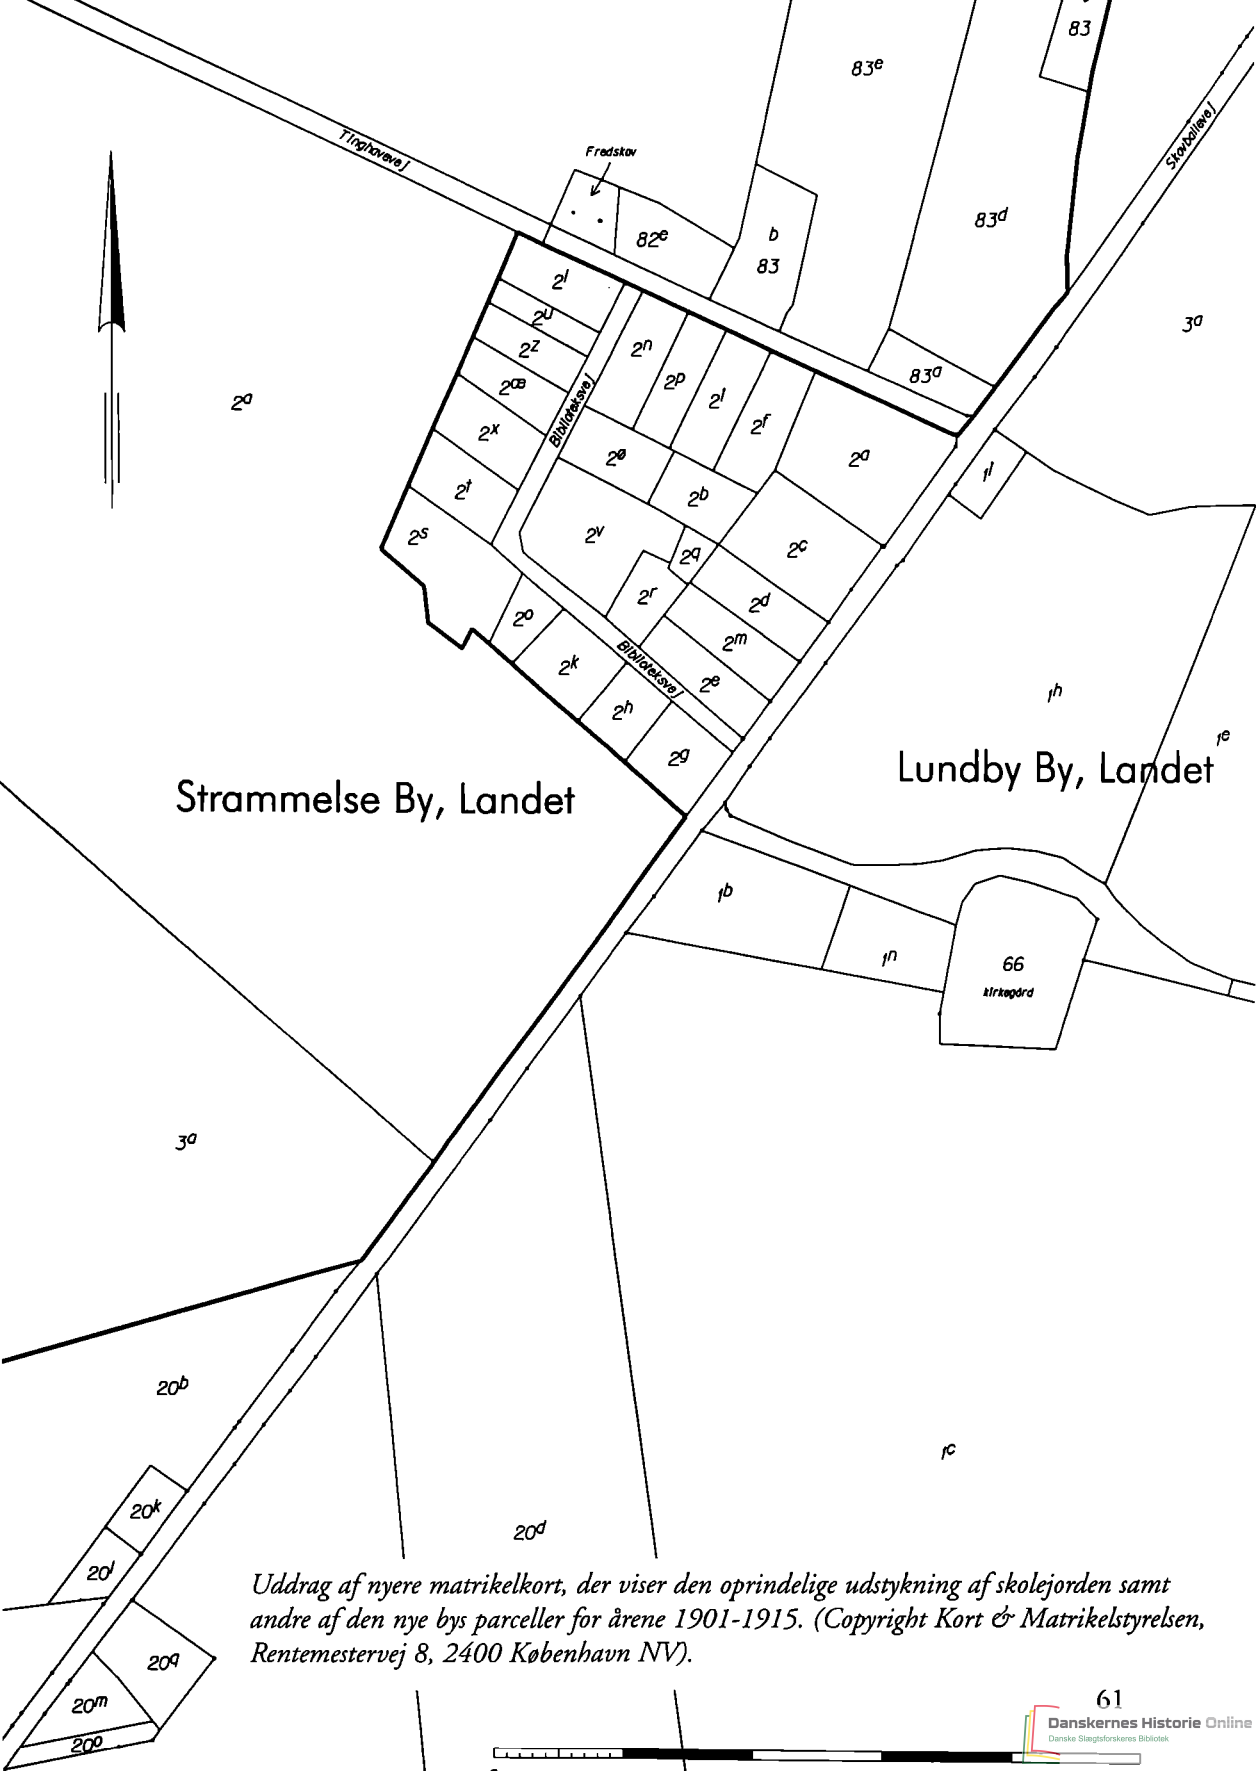 83
83e
Skovballevej
Tinghavevej
Fredskov
83d
82e
b
83
2l
3a
2u
2z
2n
2æ
2p
83a
2i
2a
Biblioteksvej
2f
2x
2ø
2a
1l
2t
2b
2s
2v
2q
2c
2r
2d
2o
2m
Biblioteksvej
2k
2e
2h
1h
1e
2g
Lundby By, Landet
Strammelse By, Landet
1b
1n
66
kirkegård
3a
20b
1c
20k
20d
20l
Uddrag af nyere matrikelkort, der viser den oprindelige udstykning af skolejorden samt
andre af den nye bys parceller for årene 1901-1915. (Copyright Kort & Matrikelstyrelsen,
Rentemestervej 8, 2400 København NV).
20q
20m
20o
61
Danskernes Historie Online
Danske Slægtsforskeres Bibliotek